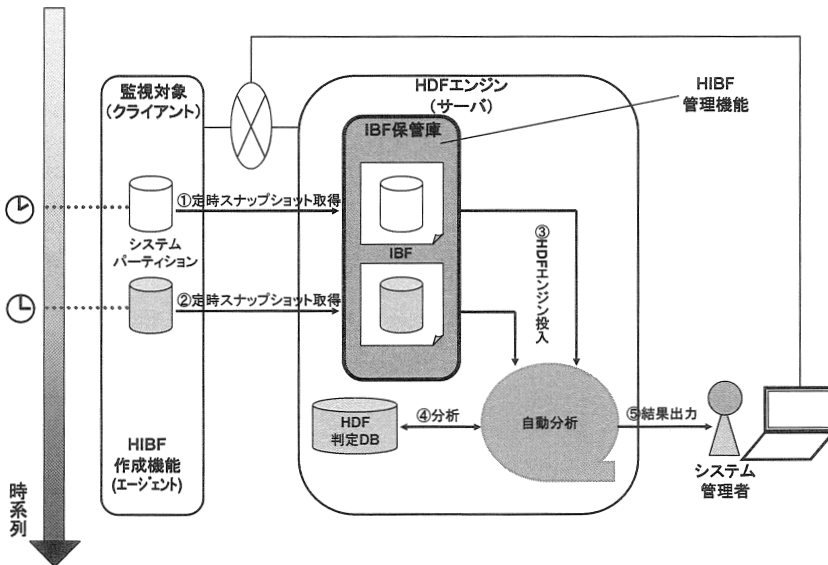 監視対象
(クライアント)
HDFエンジン
(サーバ)
HIBF
管理機能
IBF保管庫
①定時スナップショット取得
システム
パーティション
IBF
③HDFエンジン投入
②定時スナップショット取得
HDF
判定DB
④分析
自動分析
⑤結果出力
HIBF
作成機能
(エージェント)
システム
管理者
時系列